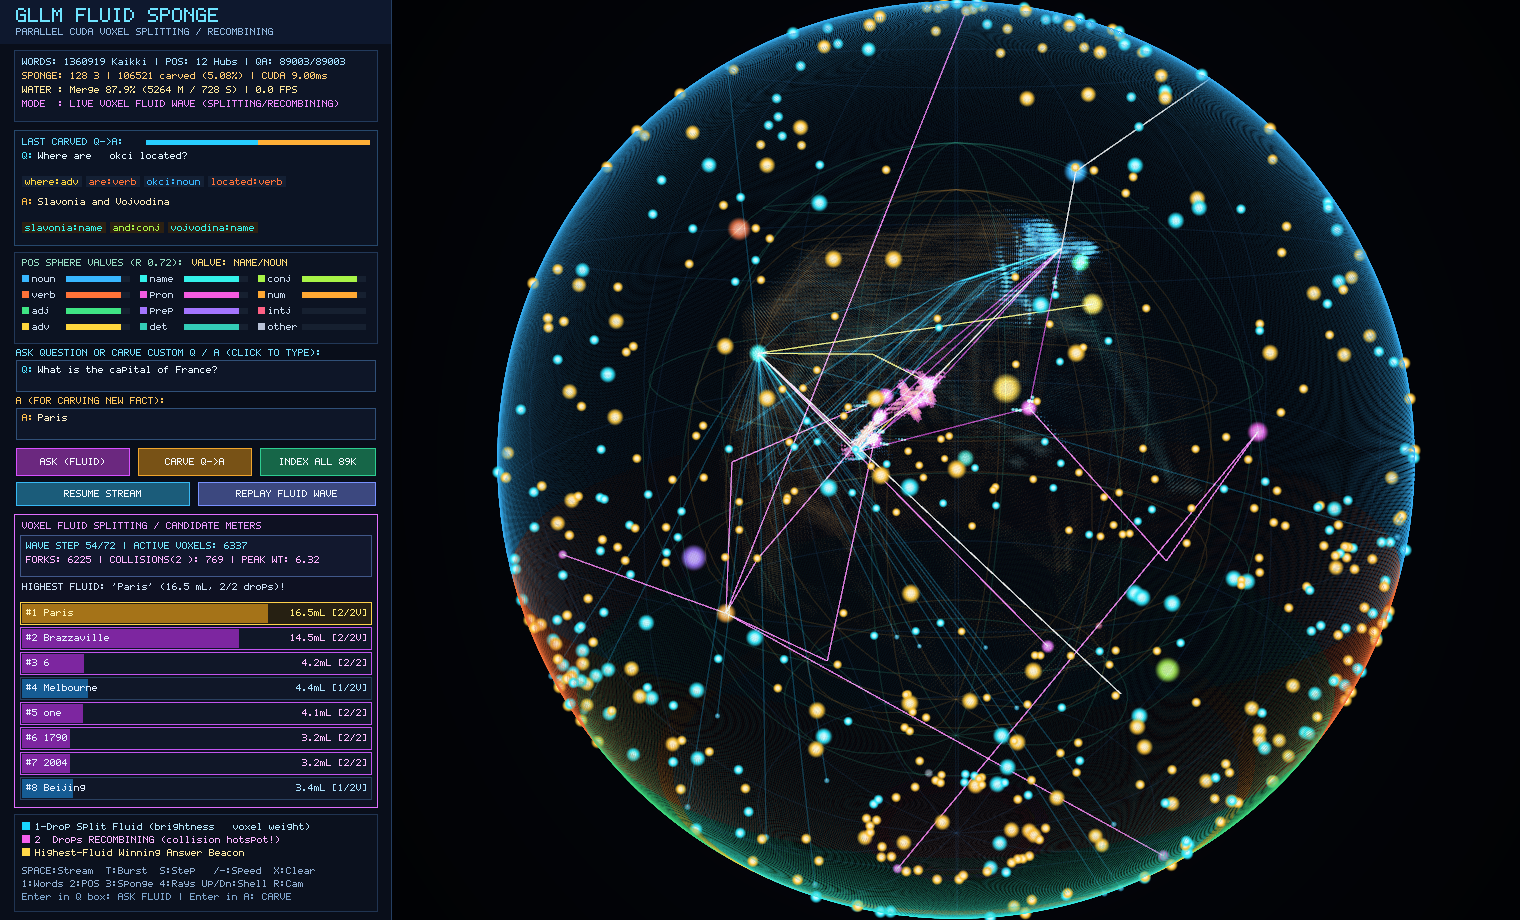 GLLM FLUID SPONGE
PARALLEL CUDA VOXEL SPLITTING / RECOMBINING
WORDS: 1360919 Kaikki | POS: 12 Hubs | QA: 89003/89003
SPONGE: 128 3 | 106521 carved (5.08%) | CUDA 9.00ms
WATER : Merge 87.9% (5264 M / 728 S) | 0.0 FPS
MODE  : LIVE VOXEL FLUID WAVE (SPLITTING/RECOMBINING)
LAST CARVED Q->A:
Q: Where are   okci located?
where:adv are:verb okci:noun located:verb
A: Slavonia and Vojvodina
slavonia:name and:conj vojvodina:name
POS SPHERE VALVES (R 0.72): VALVE: NAME/NOUN
noun name conj
verb Pron num
adj PreP intj
adv det other
ASK QUESTION OR CARVE CUSTOM Q / A (CLICK TO TYPE):
Q: What is the caPital of France?
A (FOR CARVING NEW FACT):
A: Paris
ASK (FLUID) CARVE Q->A INDEX ALL 89K
RESUME STREAM REPLAY FLUID WAVE
VOXEL FLUID SPLITTING / CANDIDATE METERS
WAVE STEP 54/72 | ACTIVE VOXELS: 6337
FORKS: 6225 | COLLISIONS(2 ): 769 | PEAK WT: 6.32
HIGHEST FLUID: 'Paris' (16.5 mL, 2/2 droPs)!
#1 Paris 16.5mL [2/2V]
#2 Brazzaville 14.5mL [2/2V]
#3 6 4.2mL [2/2]
#4 Melbourne 4.4mL [1/2V]
#5 one 4.1mL [2/2]
#6 1790 3.2mL [2/2]
#7 2004 3.2mL [2/2]
#8 Beijing 3.4mL [1/2V]
1-DroP Split Fluid (brightness   voxel weight)
2  DroPs RECOMBINING (collision hotsPot!)
Highest-Fluid Winning Answer Beacon
SPACE:Stream  T:Burst  S:SteP   /-:Speed  X:Clear
1:Words 2:POS 3:SPonge 4:Rays Up/Dn:Shell R:Cam
Enter in Q box: ASK FLUID | Enter in A: CARVE